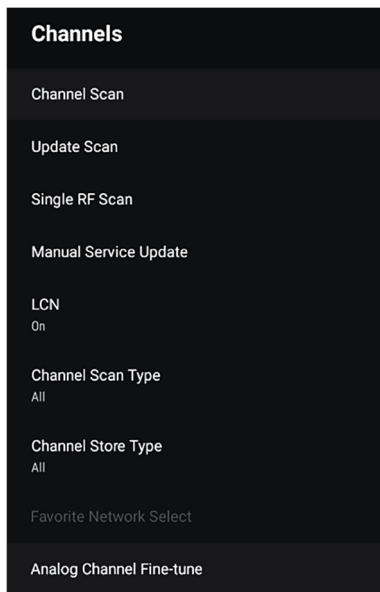 Channels
Channel Scan
Update Scan
Single RF Scan
Manual Service Update
LCN
On
Channel Scan Type
All
Channel Store Type
All
Favorite Network Select
Analog Channel Fine-tune